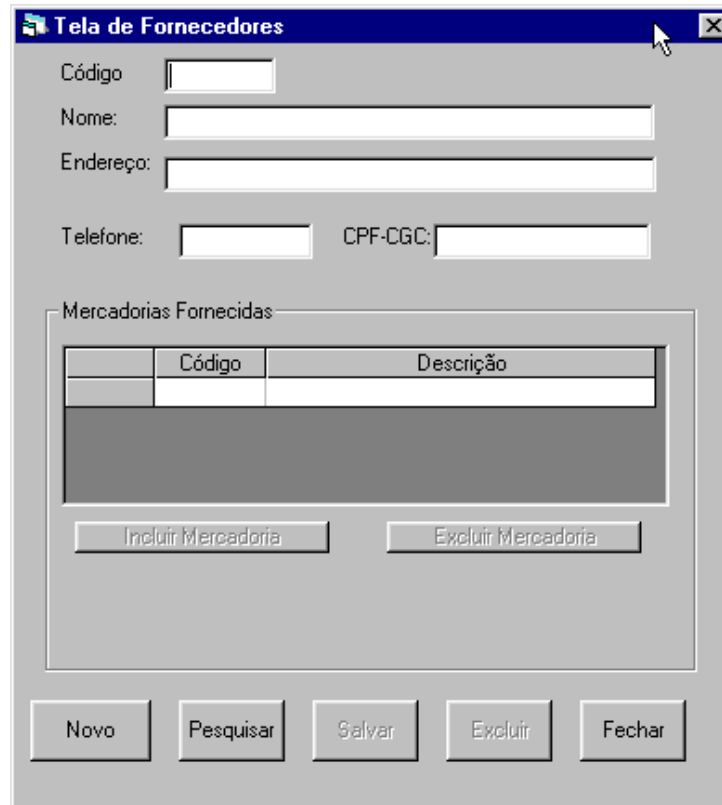 Tela de Fornecedores
Código
Nome:
Endereço:
Telefone: CPF-CGC:
Mercadorias Fornecidas
Código Descrição
Incluir Mercadoria Excluir Mercadoria
Novo Pesquisar Salvar Excluir Fechar